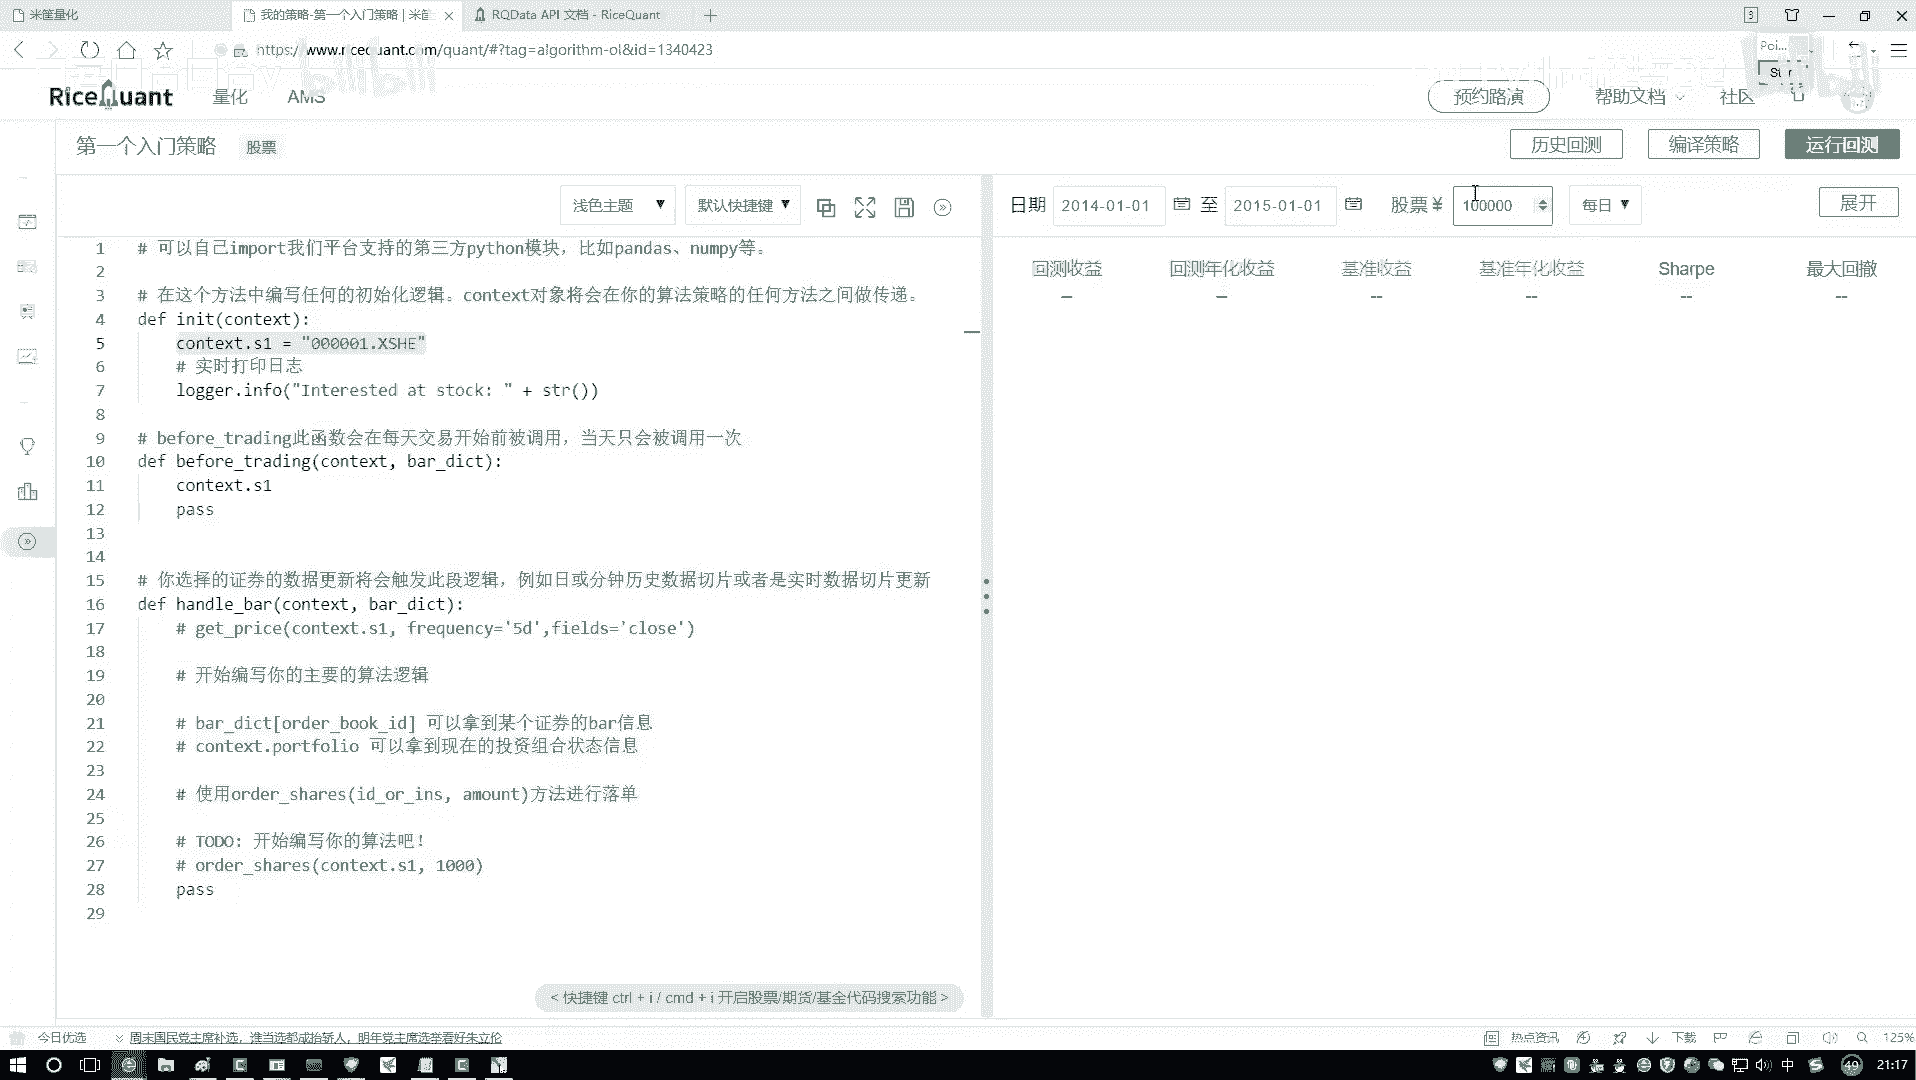 米筐量化
我的策略-第一个入门策略 | 米筐
RQData API 文档 - RiceQuant
https://www.ricequant.com/quant/#?tag=algorithm-ol&id=1340423
RiceQuant
量化
AMS
预约路演
帮助文档
社区
第一个入门策略
股票
历史回测
编译策略
运行回测
浅色主题 ▼
默认快捷键 ▼
日期 2014-01-01 至 2015-01-01 股票 ¥ 100000 每日 ▼
展开
回测收益 回测年化收益 基准收益 基准年化收益 Sharpe 最大回撤
-- -- -- -- -- --
1 # 可以自己import我们平台支持的第三方python模块，比如pandas、numpy等。
2
3 # 在这个方法中编写任何的初始化逻辑。context对象将会在你的算法策略的任何方法之间做传递。
4 def init(context):
5 context.s1 = "000001.XSHE"
6 # 实时打印日志
7 logger.info("Interested at stock: " + str())
8
9 # before_trading此函数会在每天交易开始前被调用，当天只会被调用一次
10 def before_trading(context, bar_dict):
11 context.s1
12 pass
13
14
15 # 你选择的证券的数据更新将会触发此段逻辑，例如日或分钟历史数据切片或者是实时数据切片更新
16 def handle_bar(context, bar_dict):
17 # get_price(context.s1, frequency='5d',fields='close')
18
19 # 开始编写你的主要的算法逻辑
20
21 # bar_dict[order_book_id] 可以拿到某个证券的bar信息
22 # context.portfolio 可以拿到现在的投资组合状态信息
23
24 # 使用order_shares(id_or_ins, amount)方法进行落单
25
26 # TODO: 开始编写你的算法吧！
27 # order_shares(context.s1, 1000)
28 pass
29
< 快捷键 ctrl + i / cmd + i 开启股票/期货/基金代码搜索功能 >
今日优选
周末国民党主席补选，谁当选都成抬轿人，明年党主席选举看好朱立伦
热点资讯
下载
125%
中
49
21:17